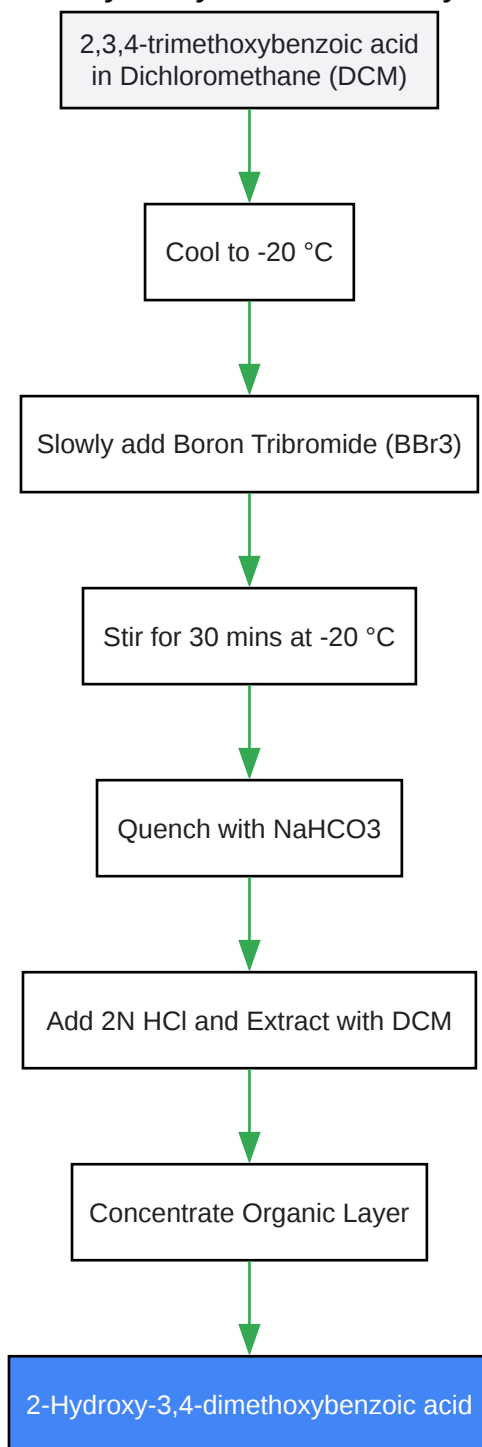 2,3,4-trimethoxybenzoic acid
in Dichloromethane (DCM)
Cool to -20 °C
Slowly add Boron Tribromide (BBr3)
Stir for 30 mins at -20 °C
Quench with NaHCO3
Add 2N HCl and Extract with DCM
Concentrate Organic Layer
2-Hydroxy-3,4-dimethoxybenzoic acid